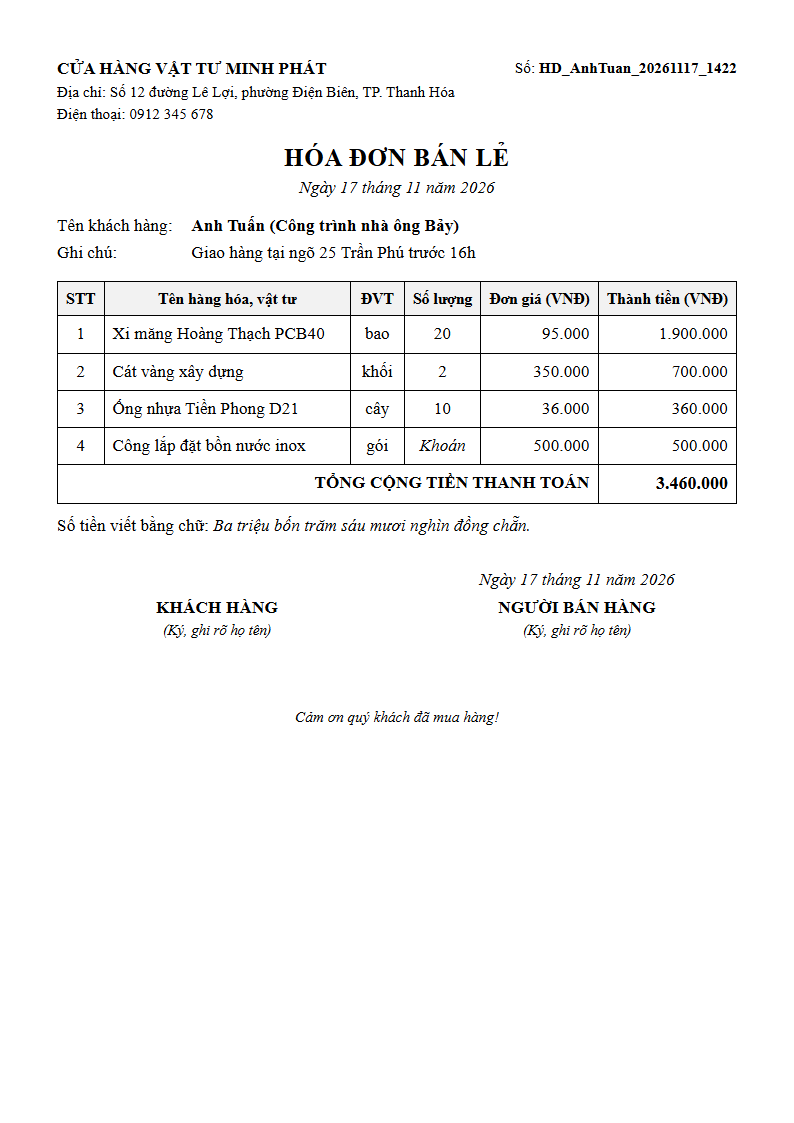 CỬA HÀNG VẬT TƯ MINH PHÁT
Số: HD_AnhTuan_20261117_1422
Địa chỉ: Số 12 đường Lê Lợi, phường Điện Biên, TP. Thanh Hóa
Điện thoại: 0912 345 678
HÓA ĐƠN BÁN LẺ
Ngày 17 tháng 11 năm 2026
Tên khách hàng: Anh Tuấn (Công trình nhà ông Bảy)
Ghi chú: Giao hàng tại ngõ 25 Trần Phú trước 16h
STT Tên hàng hóa, vật tư ĐVT Số lượng Đơn giá (VNĐ) Thành tiền (VNĐ)
1 Xi măng Hoàng Thạch PCB40 bao 20 95.000 1.900.000
2 Cát vàng xây dựng khối 2 350.000 700.000
3 Ống nhựa Tiền Phong D21 cây 10 36.000 360.000
4 Công lắp đặt bồn nước inox gói Khoán 500.000 500.000
TỔNG CỘNG TIỀN THANH TOÁN 3.460.000
Số tiền viết bằng chữ: Ba triệu bốn trăm sáu mươi nghìn đồng chẵn.
Ngày 17 tháng 11 năm 2026
KHÁCH HÀNG NGƯỜI BÁN HÀNG
(Ký, ghi rõ họ tên) (Ký, ghi rõ họ tên)
Cảm ơn quý khách đã mua hàng!